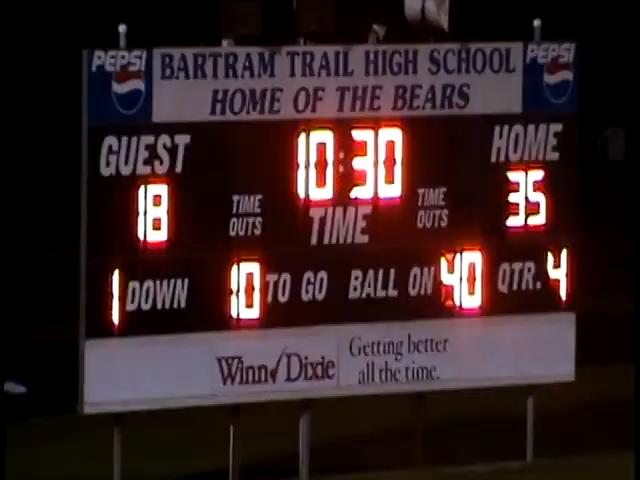 PEPSI BARTRAM TRAIL HIGH SCHOOL PEPSI
HOME OF THE BEARS
GUEST 10:30 HOME
18 TIME OUTS TIME TIME OUTS 35
1 DOWN 10 TO GO BALL ON 40 QTR. 4
Winn Dixie Getting better
all the time.